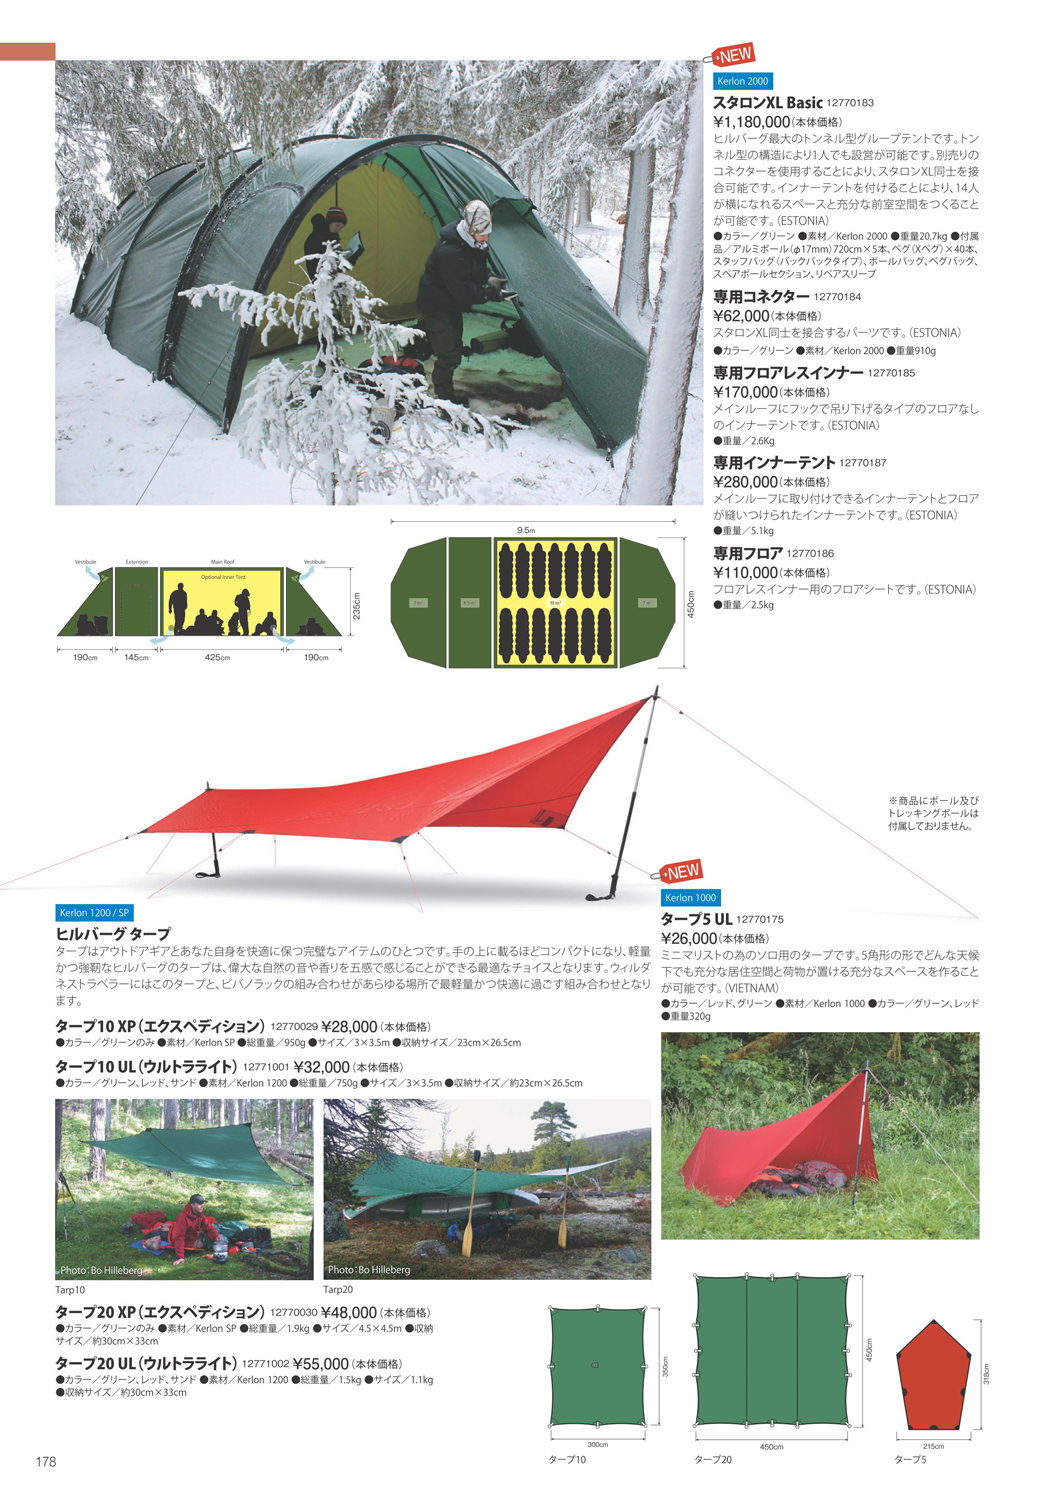 NEW
Kerlon 2000
スタロンXL Basic 12770183
¥1,180,000（本体価格）
ヒルバーグ最大のトンネル型グループテントです。トン
ネル型の構造により1人でも設営が可能です。別売りの
コネクターを使用することにより、スタロンXL同士を接
合可能です。インナーテントを付けることにより、14人
が横になれるスペースと充分な前室空間をつくること
が可能です。（ESTONIA）
●カラー／グリーン ●素材／Kerlon 2000 ●重量20.7kg ●付属
品／アルミポール（φ17mm）720cm×5本、ペグ（Xペグ）×40本、
スタッフバッグ（バックパックタイプ）、ポールバッグ、ペグバッグ、
スペアポールセクション、リペアスリーブ
専用コネクター 12770184
¥62,000（本体価格）
スタロンXL同士を接合するパーツです。（ESTONIA）
●カラー／グリーン ●素材／Kerlon 2000 ●重量910g
専用フロアレスインナー 12770185
¥170,000（本体価格）
メインルーフにフックで吊り下げるタイプのフロアなし
のインナーテントです。（ESTONIA）
●重量／2.6Kg
専用インナーテント 12770187
¥280,000（本体価格）
メインルーフに取り付けできるインナーテントとフロア
が縫いつけられたインナーテントです。（ESTONIA）
●重量／5.1kg
専用フロア 12770186
¥110,000（本体価格）
フロアレスインナー用のフロアシートです。（ESTONIA）
●重量／2.5kg
Vestibule
Extension
Main Roof
Vestibule
Optional Inner Tent
235cm
190cm
145cm
425cm
190cm
9.5m
7 m²
6.5 m²
19 m²
7 m²
450cm
※商品にポール及び
トレッキングポールは
付属しておりません。
Kerlon 1200 / SP
ヒルバーグ タープ
タープはアウトドアギアとあなた自身を快適に保つ完璧なアイテムのひとつです。手の上に載るほどコンパクトになり、軽量
かつ強靭なヒルバーグのタープは、偉大な自然の音や香りを五感で感じることができる最適なチョイスとなります。ウィルダ
ネストラベラーにはこのタープと、ビバノラックの組み合わせがあらゆる場所で最軽量かつ快適に過ごす組み合わせとなり
ます。
タープ10 XP（エクスペディション） 12770029 ¥28,000（本体価格）
●カラー／グリーンのみ ●素材／Kerlon SP ●総重量／950g ●サイズ／3×3.5m ●収納サイズ／23cm×26.5cm
タープ10 UL（ウルトラライト） 12771001 ¥32,000（本体価格）
●カラー／グリーン、レッド、サンド ●素材／Kerlon 1200 ●総重量／750g ●サイズ／3×3.5m ●収納サイズ／約23cm×26.5cm
Photo：Bo Hilleberg
Tarp10
Photo：Bo Hilleberg
Tarp20
タープ20 XP（エクスペディション） 12770030 ¥48,000（本体価格）
●カラー／グリーンのみ ●素材／Kerlon SP ●総重量／1.9kg ●サイズ／4.5×4.5m ●収納
サイズ／約30cm×33cm
タープ20 UL（ウルトラライト） 12771002 ¥55,000（本体価格）
●カラー／グリーン、レッド、サンド ●素材／Kerlon 1200 ●総重量／1.5kg ●サイズ／1.1kg
●収納サイズ／約30cm×33cm
NEW
Kerlon 1000
タープ5 UL 12770175
¥26,000（本体価格）
ミニマリストの為のソロ用のタープです。5角形の形でどんな天候
下でも充分な居住空間と荷物が置ける充分なスペースを作ること
が可能です。（VIETNAM）
●カラー／レッド、グリーン ●素材／Kerlon 1000 ●カラー／グリーン、レッド
●重量320g
350cm
300cm
タープ10
450cm
450cm
タープ20
318cm
215cm
タープ5
178